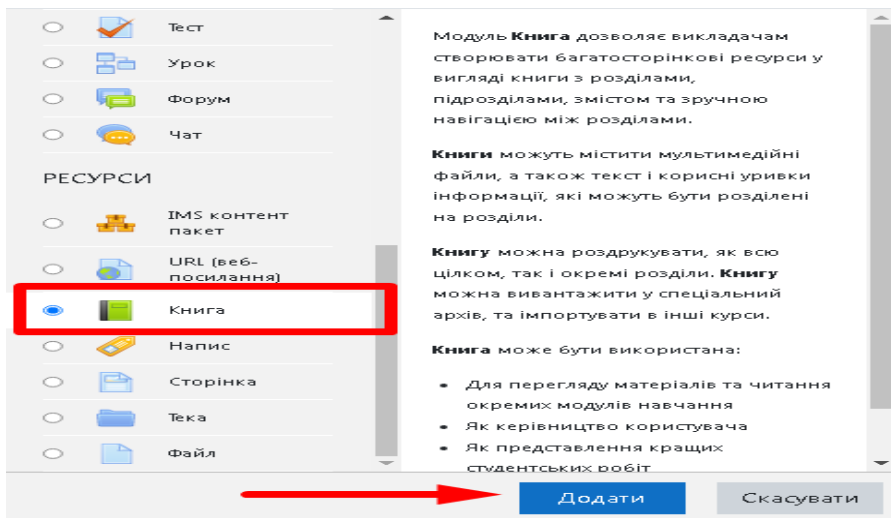 Тест
Урок
Форум
Чат
РЕСУРСИ
IMS контент
пакет
URL (веб-
посилання)
Книга
Напис
Сторінка
Тека
Файл
Модуль Книга дозволяє викладачам
створювати багатосторінкові ресурси у
вигляді книги з розділами,
підрозділами, змістом та зручною
навігацією між розділами.
Книги можуть містити мультимедійні
файли, а також текст і корисні уривки
інформації, які можуть бути розділені
на розділи.
Книгу можна роздрукувати, як всю
цілком, так і окремі розділи. Книгу
можна вивантажити у спеціальний
архів, та імпортувати в інші курси.
Книга може бути використана:
• Для перегляду матеріалів та читання
окремих модулів навчання
• Як керівництво користувача
• Як представлення кращих
студентських робіт
Додати
Скасувати